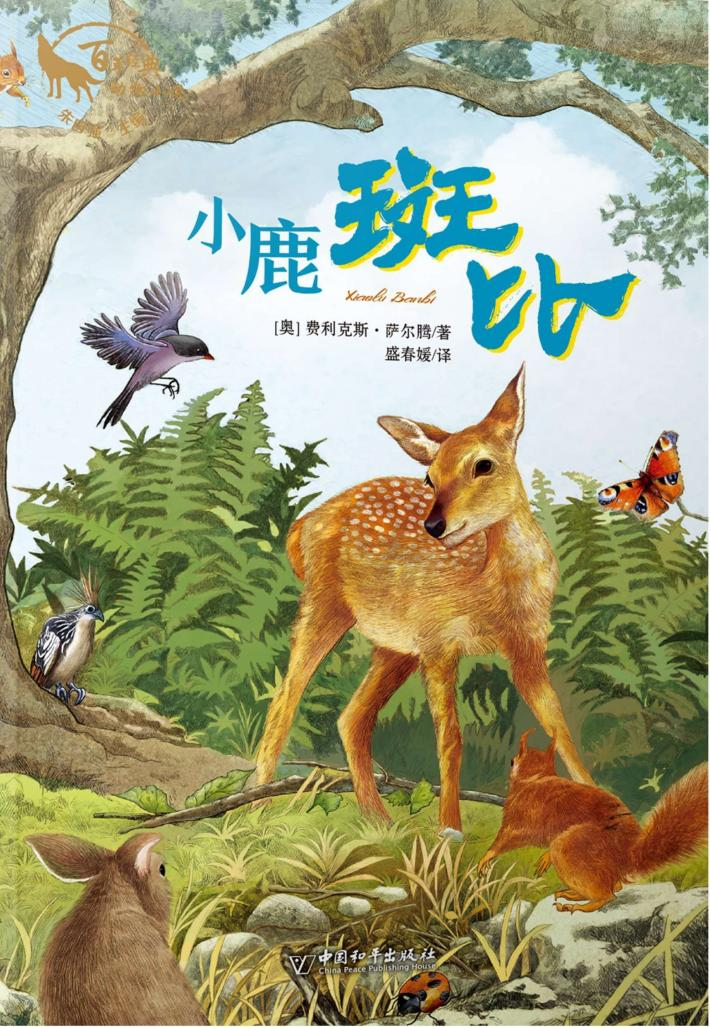 小鹿 斑比
Xiaolu Banbi
[奥] 费利克斯·萨尔腾/著
盛春媛/译
中国和平出版社
China Peace Publishing House